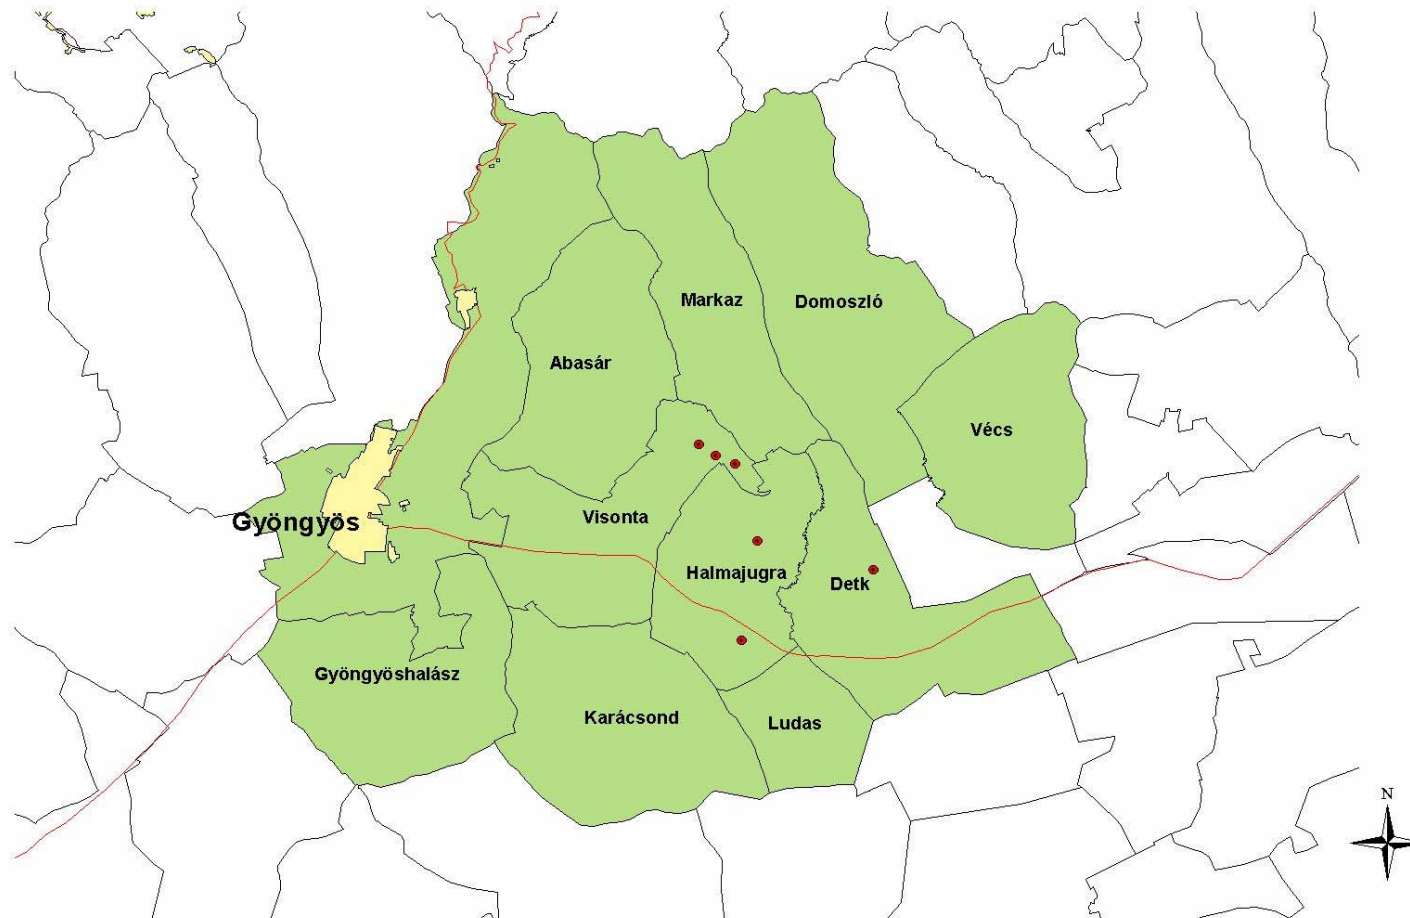 Markaz
Domoszló
Abasár
Vécs
Visonta
Gyöngyös
Halmajugra
Detk
Gyöngyöshalász
Karácsond
Ludas
N